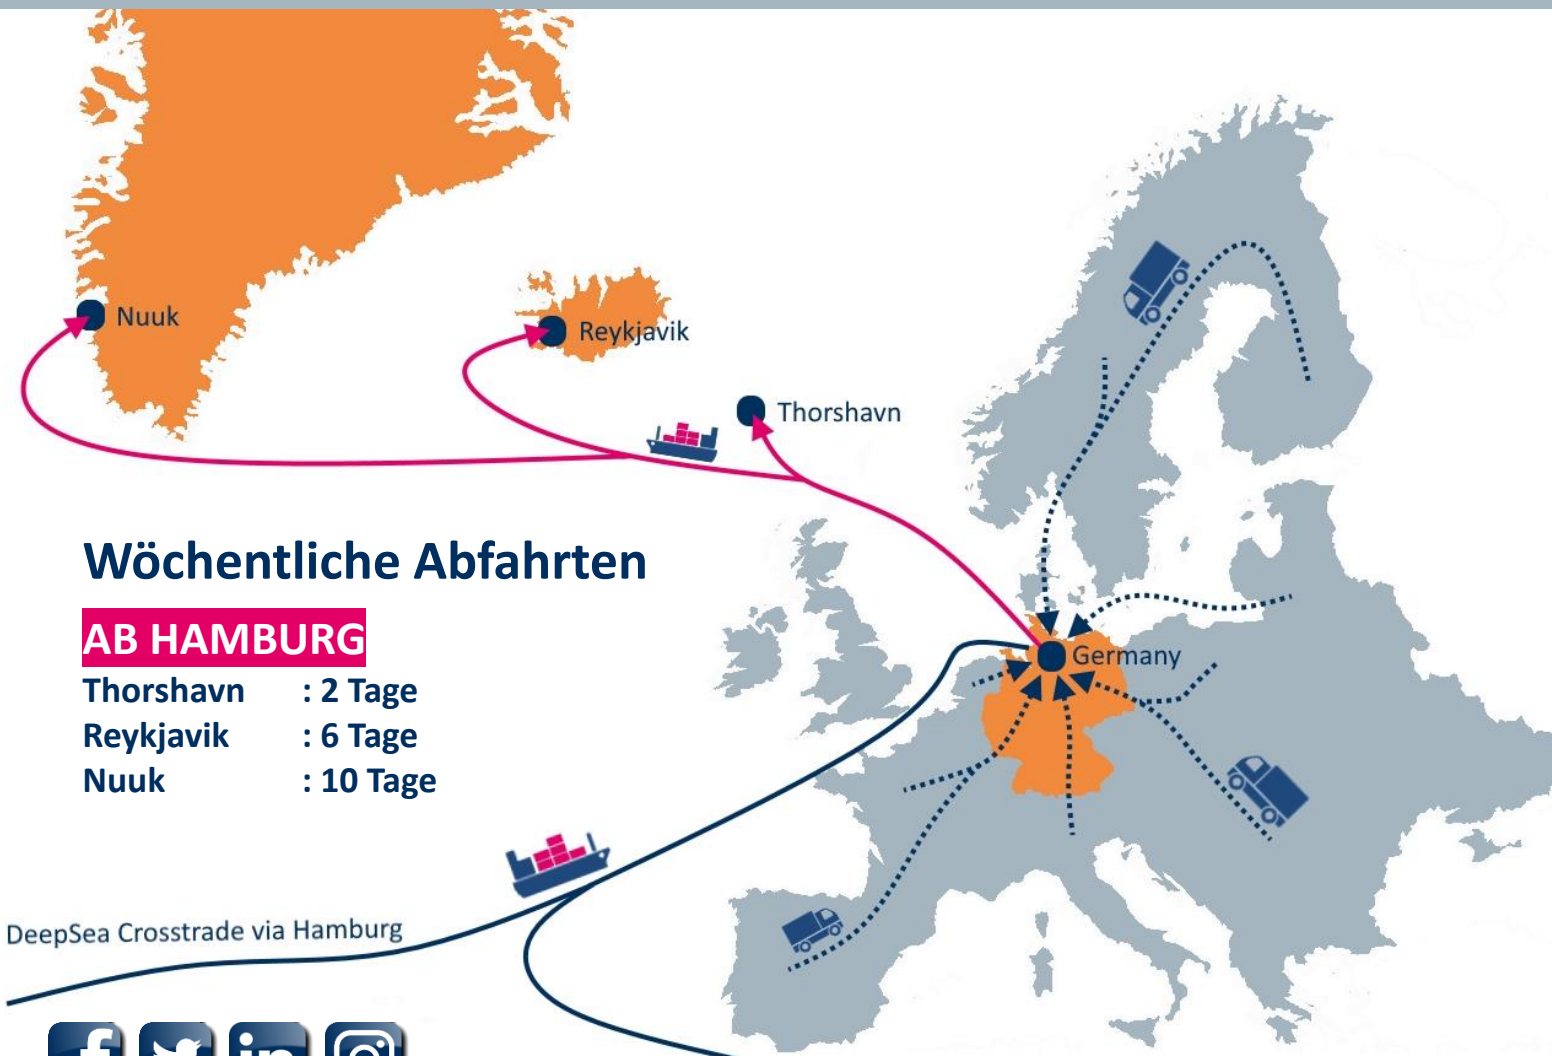 Nuuk
Reykjavik
Thorshavn
Wöchentliche Abfahrten
AB HAMBURG
Germany
Thorshavn : 2 Tage
Reykjavik : 6 Tage
Nuuk : 10 Tage
DeepSea Crosstrade via Hamburg
f in